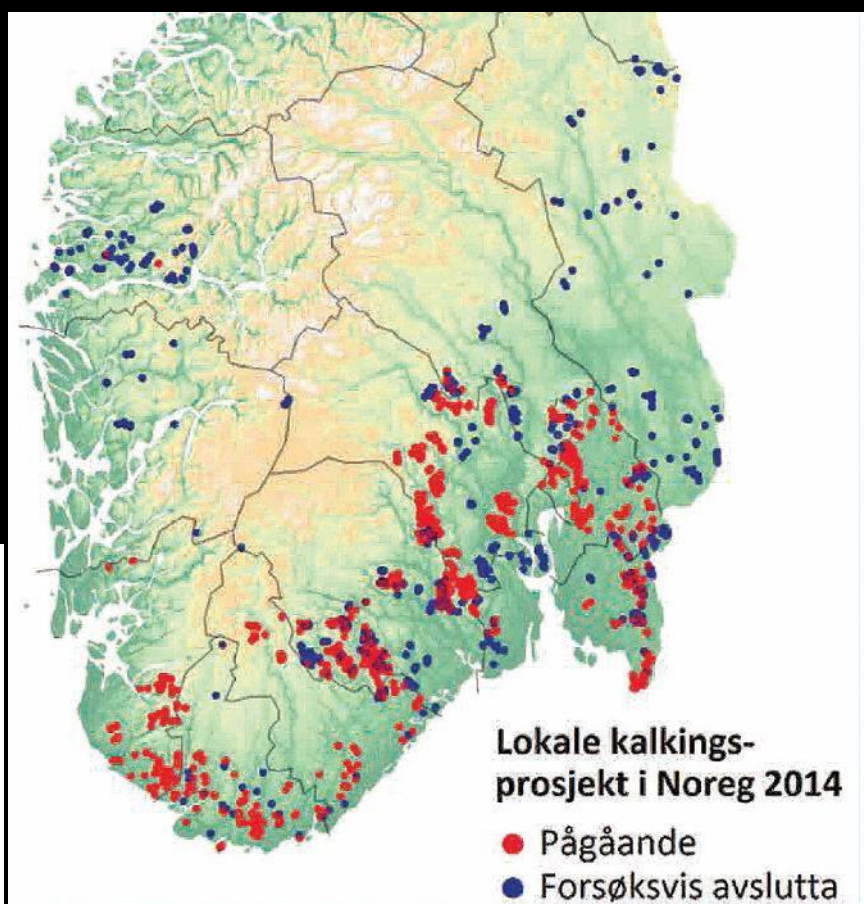 Lokale kalkings-
prosjekt i Noreg 2014
Pågåande
Forsøksvis avslutta